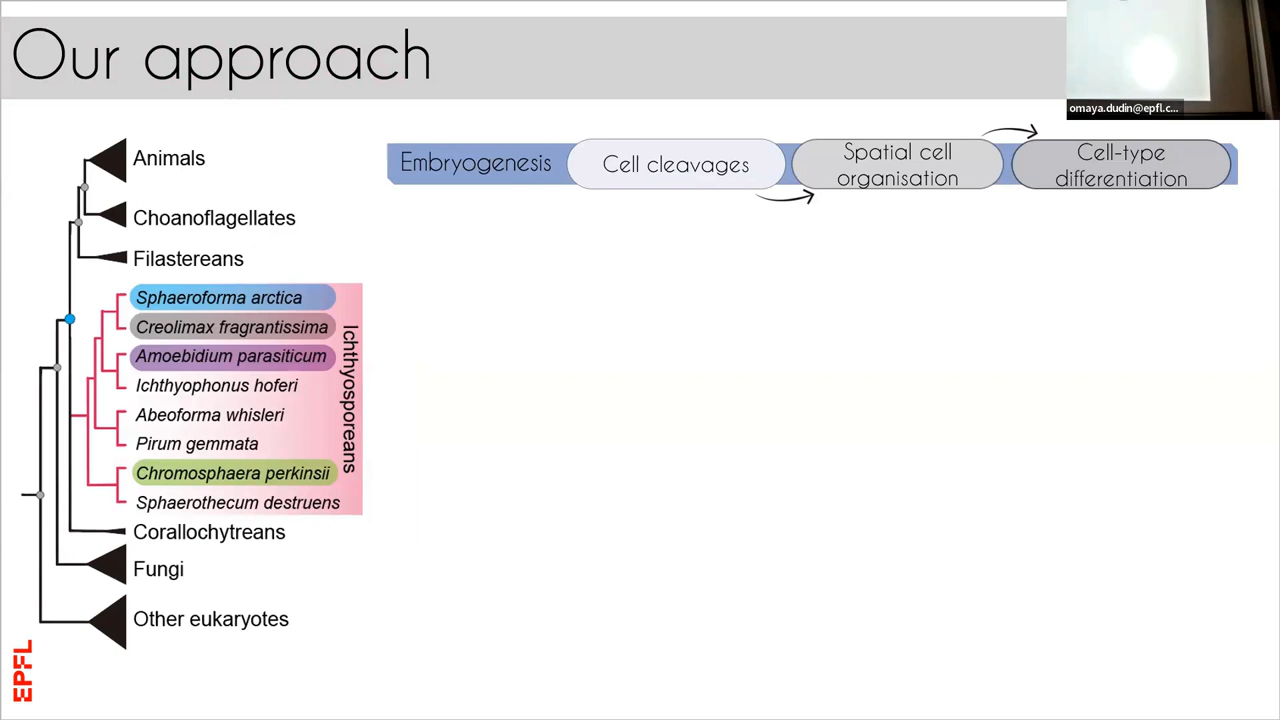 Our approach
omaya.dudin@epfl.c...
Embryogenesis
Cell cleavages
Spatial cell
organisation
Cell-type
differentiation
Animals
Choanoflagellates
Filastereans
Sphaeroforma arctica
Creolimax fragrantissima
Amoebidium parasiticum
Ichthyophonus hoferi
Abeoforma whisleri
Pirum gemmata
Chromosphaera perkinsii
Sphaerothecum destruens
Ichthyosporeans
Corallochytreans
Fungi
Other eukaryotes
EPFL